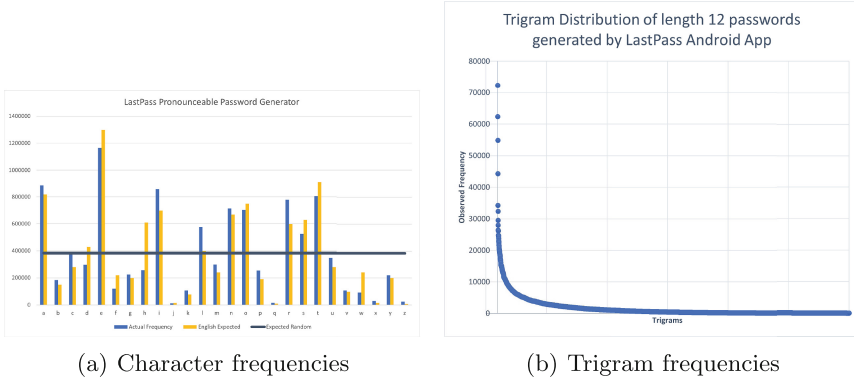 LastPass Pronounceable Password Generator
1400000
1200000
1000000
800000
600000
400000
200000
0
a b c d e f g h i j k l m n o p q r s t u v w x y z
Actual Frequency English Expected Expected Random
(a) Character frequencies
Trigram Distribution of length 12 passwords
generated by LastPass Android App
80000
70000
60000
50000
40000
30000
20000
10000
0
Observed Frequency
Trigrams
(b) Trigram frequencies